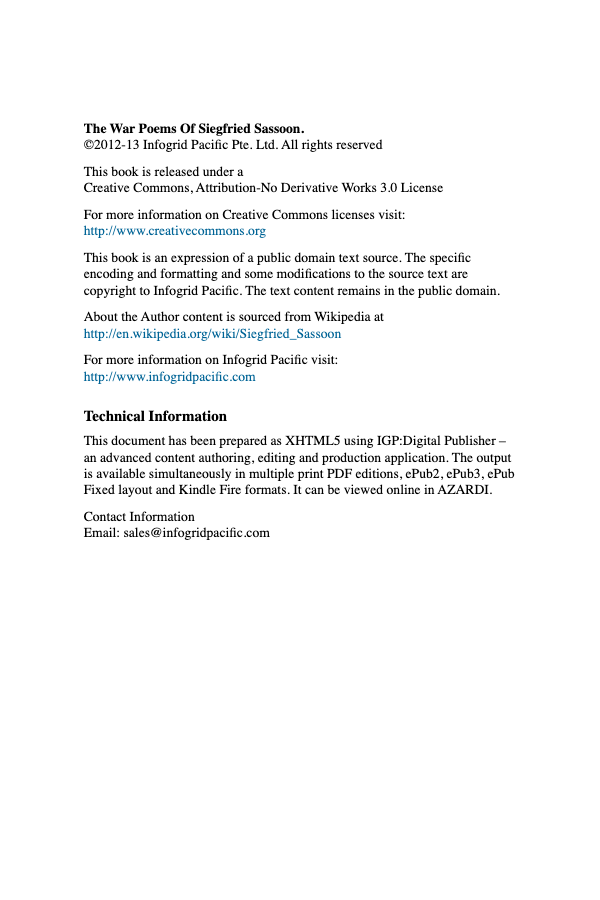 The War Poems Of Siegfried Sassoon.
©2012-13 Infogrid Pacific Pte. Ltd. All rights reserved
This book is released under a
Creative Commons, Attribution-No Derivative Works 3.0 License
For more information on Creative Commons licenses visit:
http://www.creativecommons.org
This book is an expression of a public domain text source. The specific
encoding and formatting and some modifications to the source text are
copyright to Infogrid Pacific. The text content remains in the public domain.
About the Author content is sourced from Wikipedia at
http://en.wikipedia.org/wiki/Siegfried_Sassoon
For more information on Infogrid Pacific visit:
http://www.infogridpacific.com
Technical Information
This document has been prepared as XHTML5 using IGP:Digital Publisher –
an advanced content authoring, editing and production application. The output
is available simultaneously in multiple print PDF editions, ePub2, ePub3, ePub
Fixed layout and Kindle Fire formats. It can be viewed online in AZARDI.
Contact Information
Email: sales@infogridpacific.com